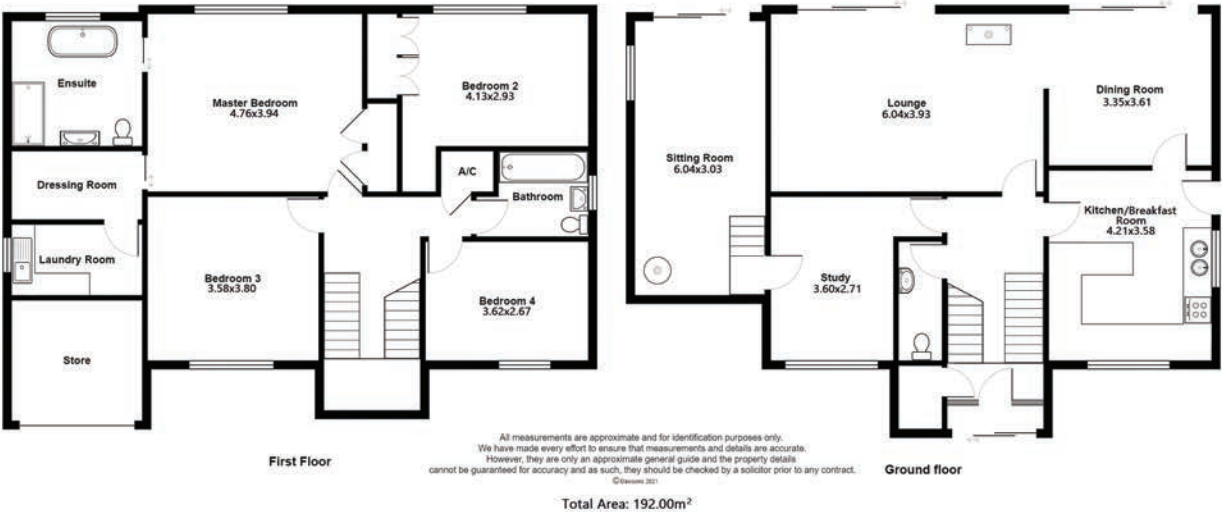 Ensuite
Master Bedroom
4.76x3.94
Bedroom 2
4.13x2.93
Dressing Room
A/C
Bathroom
Laundry Room
Bedroom 3
3.58x3.80
Bedroom 4
3.62x2.67
Store
First Floor
Lounge
6.04x3.93
Dining Room
3.35x3.61
Sitting Room
6.04x3.03
Kitchen/Breakfast
Room
4.21x3.58
Study
3.60x2.71
Ground floor
All measurements are approximate and for identification purposes only.
We have made every effort to ensure that measurements and details are accurate.
However, they are only an approximate general guide and the property details
cannot be guaranteed for accuracy and as such, they should be checked by a solicitor prior to any contract.
© 2021
Total Area: 192.00m²